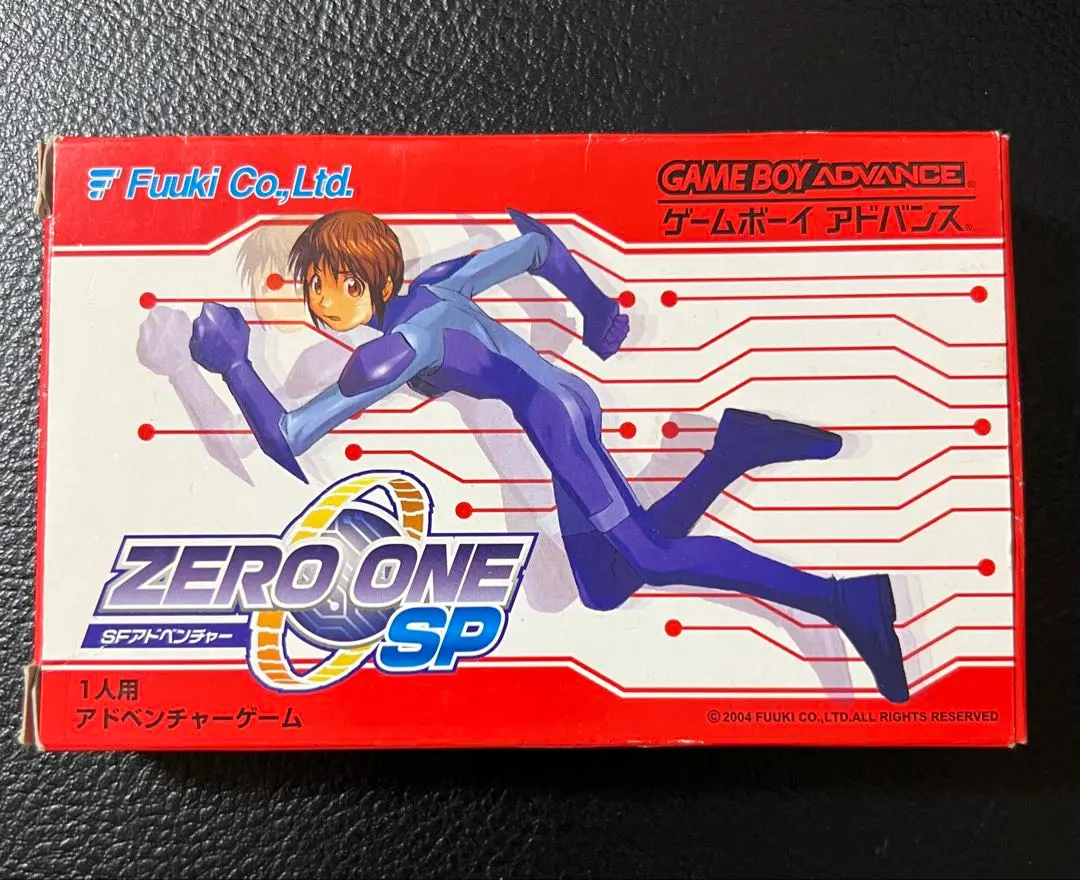 Fuuki Co.,Ltd.
GAME BOY ADVANCE®
ゲームボーイ アドバンス®
ZERO ONE
SP
SFアドベンチャー
1人用
アドベンチャーゲーム
©2004 FUUKI CO.,LTD.ALL RIGHTS RESERVED